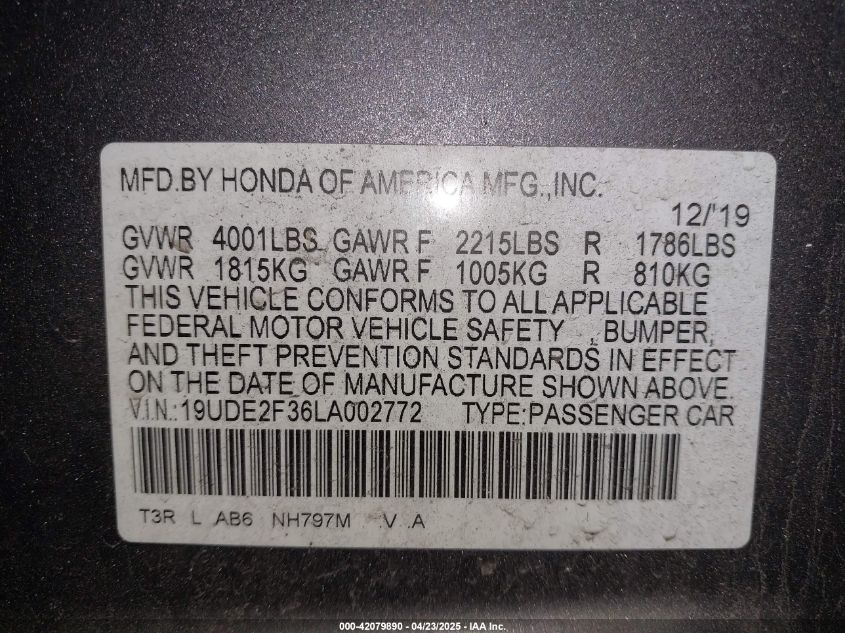 MFD.BY HONDA OF AMERICA MFG.,INC.
12/'19
GVWR 4001LBS GAWR F 2215LBS R 1786LBS
GVWR 1815KG GAWR F 1005KG R 810KG
THIS VEHICLE CONFORMS TO ALL APPLICABLE
FEDERAL MOTOR VEHICLE SAFETY , BUMPER,
AND THEFT PREVENTION STANDARDS IN EFFECT
ON THE DATE OF MANUFACTURE SHOWN ABOVE.
V.I.N.:19UDE2F36LA002772 TYPE:PASSENGER CAR
T3R L AB6 NH797M .V .A
000-42079890 - 04/23/2025 - IAA Inc.